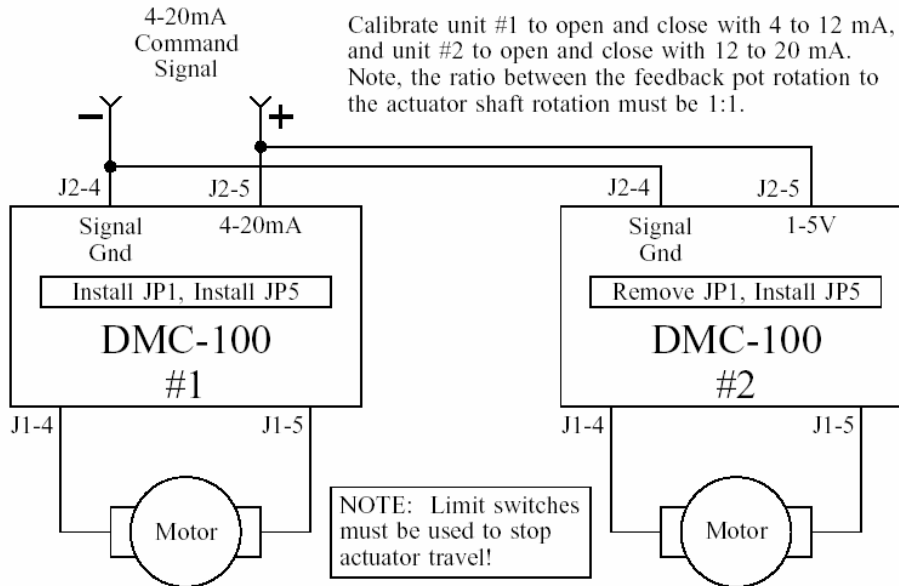 4-20mA
Command
Signal
Calibrate unit #1 to open and close with 4 to 12 mA,
and unit #2 to open and close with 12 to 20 mA.
Note, the ratio between the feedback pot rotation to
the actuator shaft rotation must be 1:1.
− +
J2-4 J2-5
Signal
Gnd
4-20mA
Install JP1, Install JP5
DMC-100
#1
J1-4 J1-5
Motor
J2-4 J2-5
Signal
Gnd
1-5V
Remove JP1, Install JP5
DMC-100
#2
J1-4 J1-5
Motor
NOTE: Limit switches
must be used to stop
actuator travel!